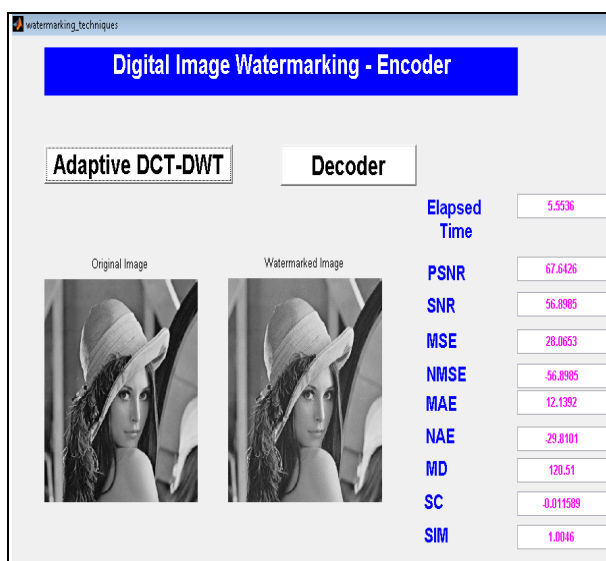 watermarking_techniques
Digital Image Watermarking - Encoder
Adaptive DCT-DWT
Decoder
Elapsed Time 5.5536
Original Image
Watermarked Image
PSNR 67.6426
SNR 56.8985
MSE 28.0653
NMSE -56.8985
MAE 12.1392
NAE -29.8101
MD 120.51
SC -0.011589
SIM 1.0046